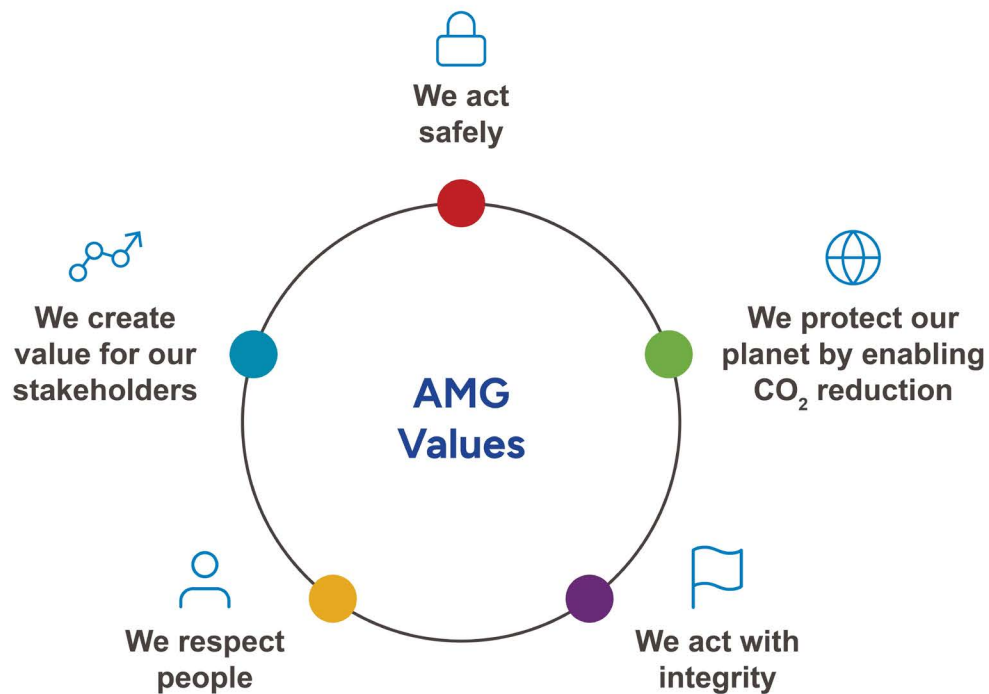 We act
safely
We create
value for our
stakeholders
We protect our
planet by enabling
CO₂ reduction
AMG
Values
We respect
people
We act with
integrity